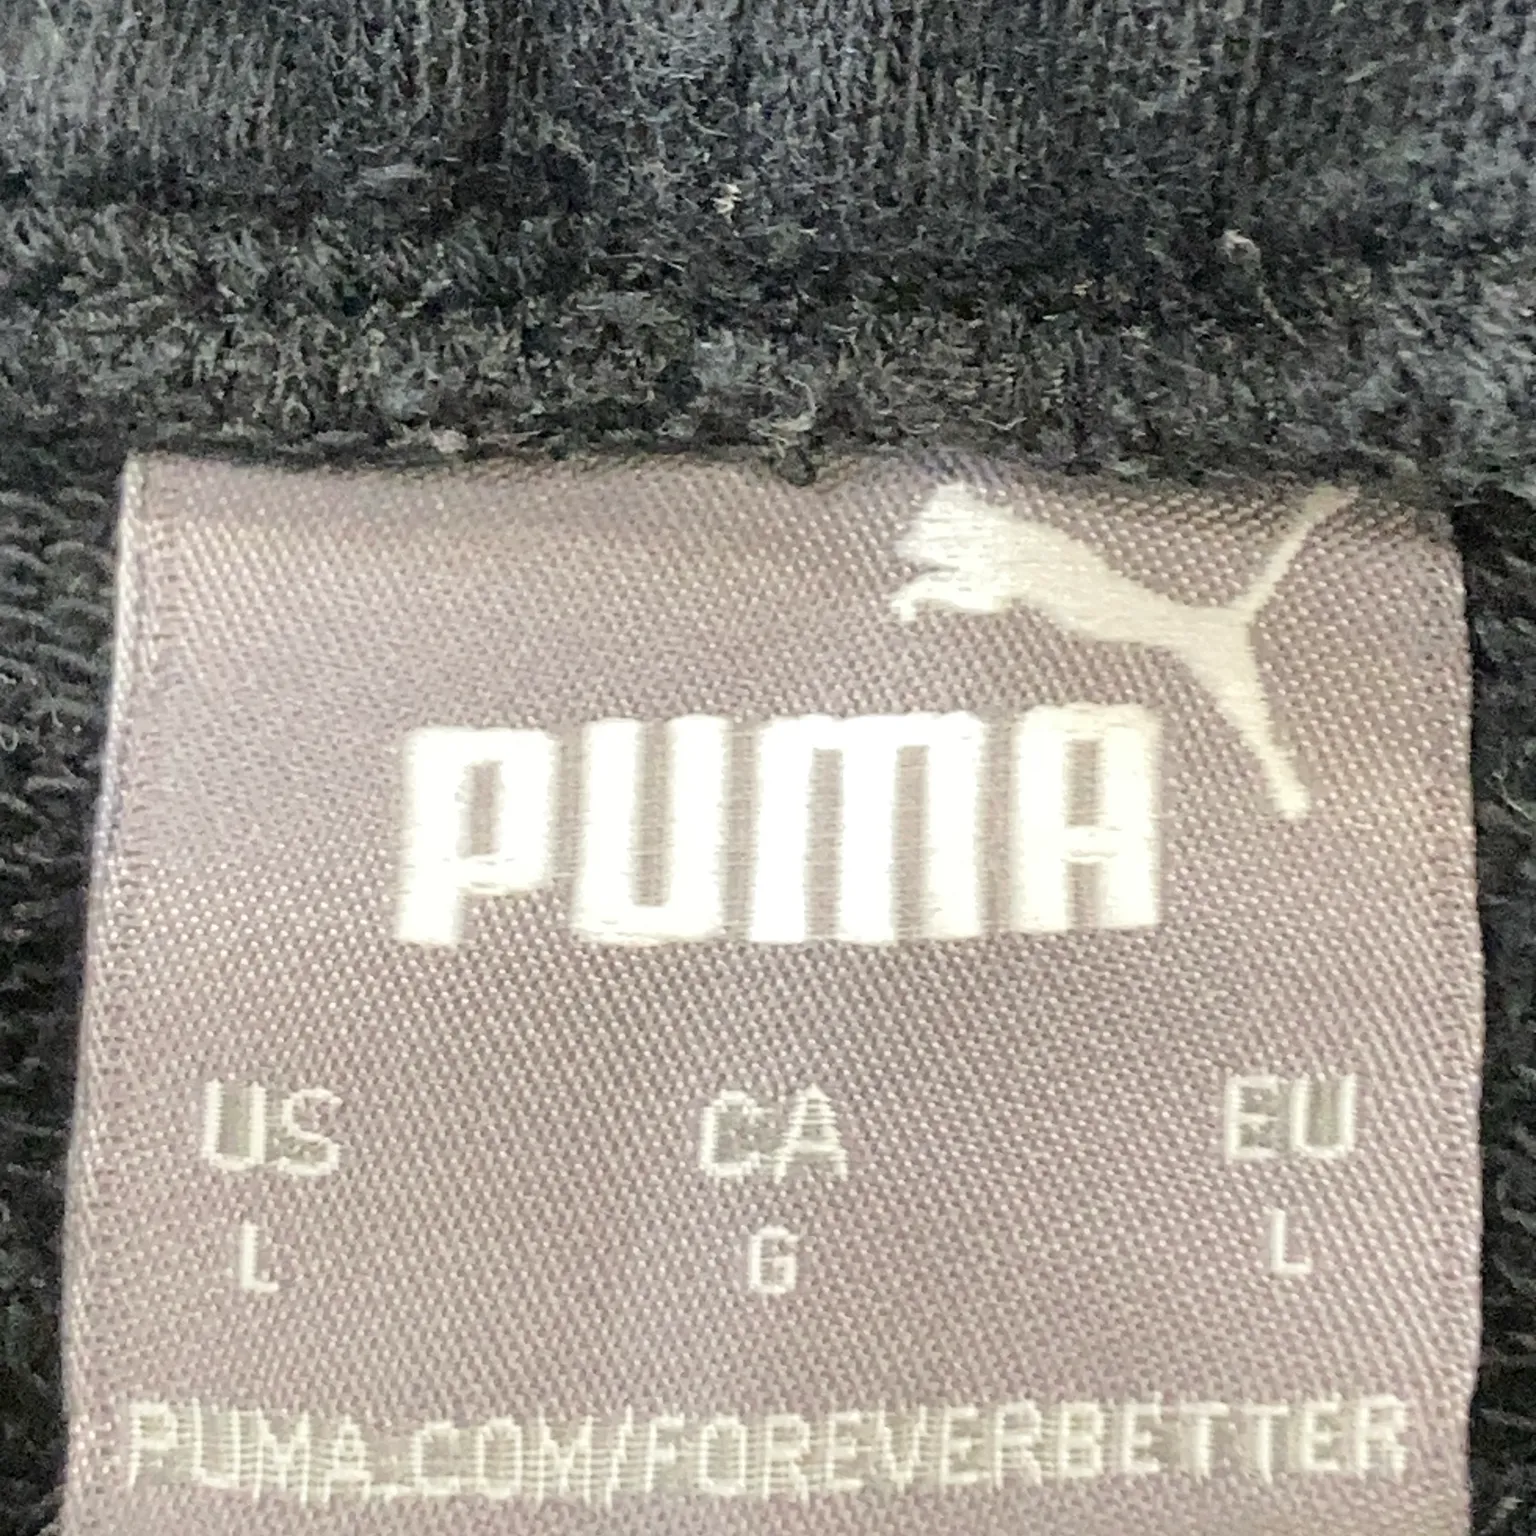 PUMA
US CA EU
L G L
PUMA.COM/FOREVERBETTER